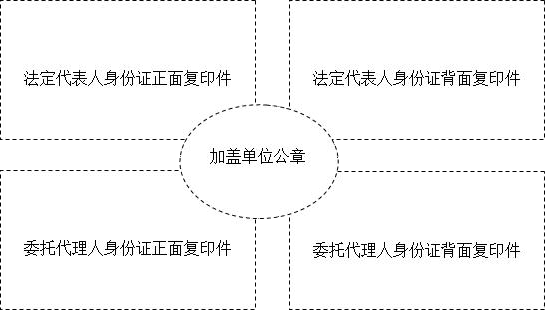 法定代表人身份证正面复印件
法定代表人身份证背面复印件
加盖单位公章
委托代理人身份证正面复印件
委托代理人身份证背面复印件